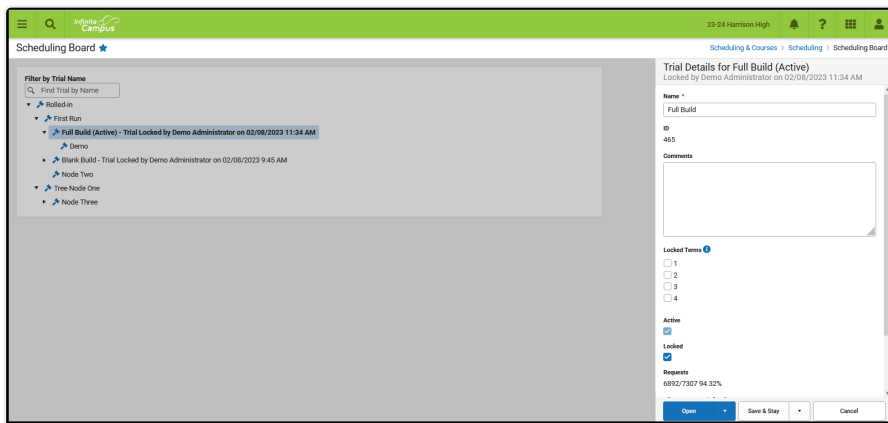 Infinite
Campus
23-24 Harrison High
?
Scheduling Board
Scheduling & Courses > Scheduling > Scheduling Board
Filter by Trial Name
Find Trial by Name
Rolled-in
First Run
Full Build (Active) - Trial Locked by Demo Administrator on 02/08/2023 11:34 AM
Demo
Blank Build - Trial Locked by Demo Administrator on 02/08/2023 9:45 AM
Node Two
Tree Node One
Node Three
Trial Details for Full Build (Active)
Locked by Demo Administrator on 02/08/2023 11:34 AM
Name *
Full Build
ID
465
Comments
Locked Terms
1
2
3
4
Active
Locked
Requests
6892/7307 94.32%
Open
Save & Stay
Cancel